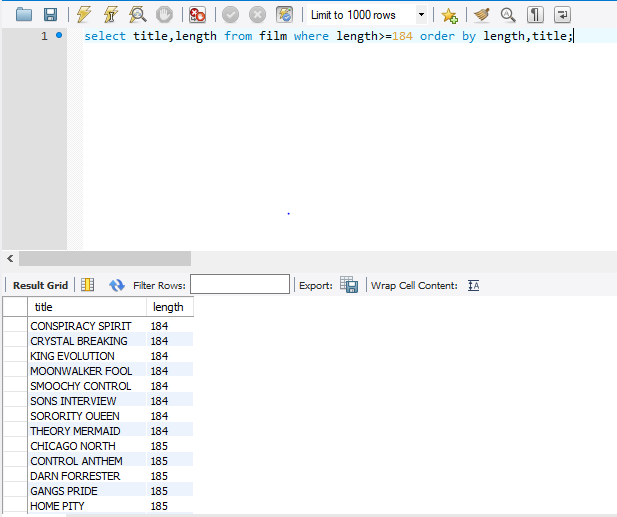 Limit to 1000 rows
1 select title,length from film where length>=184 order by length,title;
Result Grid Filter Rows: Export: Wrap Cell Content:
title length
CONSPIRACY SPIRIT 184
CRYSTAL BREAKING 184
KING EVOLUTION 184
MOONWALKER FOOL 184
SMOOCHY CONTROL 184
SONS INTERVIEW 184
SORORITY QUEEN 184
THEORY MERMAID 184
CHICAGO NORTH 185
CONTROL ANTHEM 185
DARN FORRESTER 185
GANGS PRIDE 185
HOME PITY 185